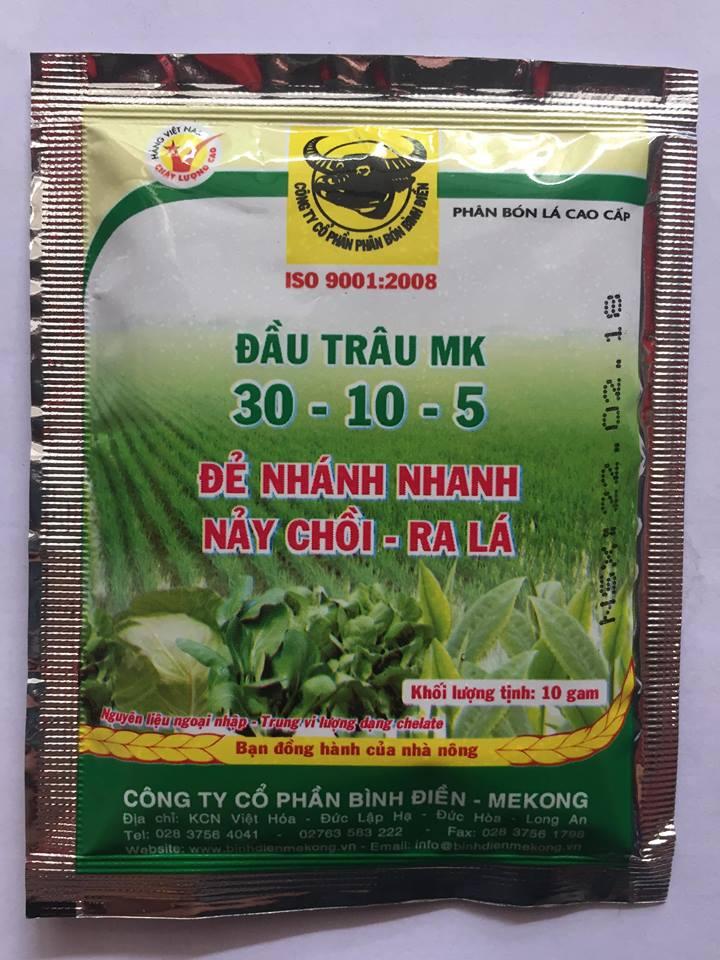 HÀNG VIỆT NAM
CHẤT LƯỢNG CAO
CÔNG TY CỔ PHẦN PHÂN BÓN BÌNH ĐIỀN
PHÂN BÓN LÁ CAO CẤP
ISO 9001:2008
ĐẦU TRÂU MK
30 - 10 - 5
ĐẺ NHÁNH NHANH
NẢY CHỒI - RA LÁ
22.02.18
Khối lượng tịnh: 10 gam
Nguyên liệu ngoại nhập - Trung vi lượng dạng chelate
Bạn đồng hành của nhà nông
CÔNG TY CỔ PHẦN BÌNH ĐIỀN - MEKONG
Địa chỉ: KCN Việt Hóa - Đức Lập Hạ - Đức Hòa - Long An
Tel: 028 3756 4041 - 02763 583 222 - Fax: 028 3756 1798
Website: www.binhdienmekong.vn - Email: info@binhdienmekong.vn